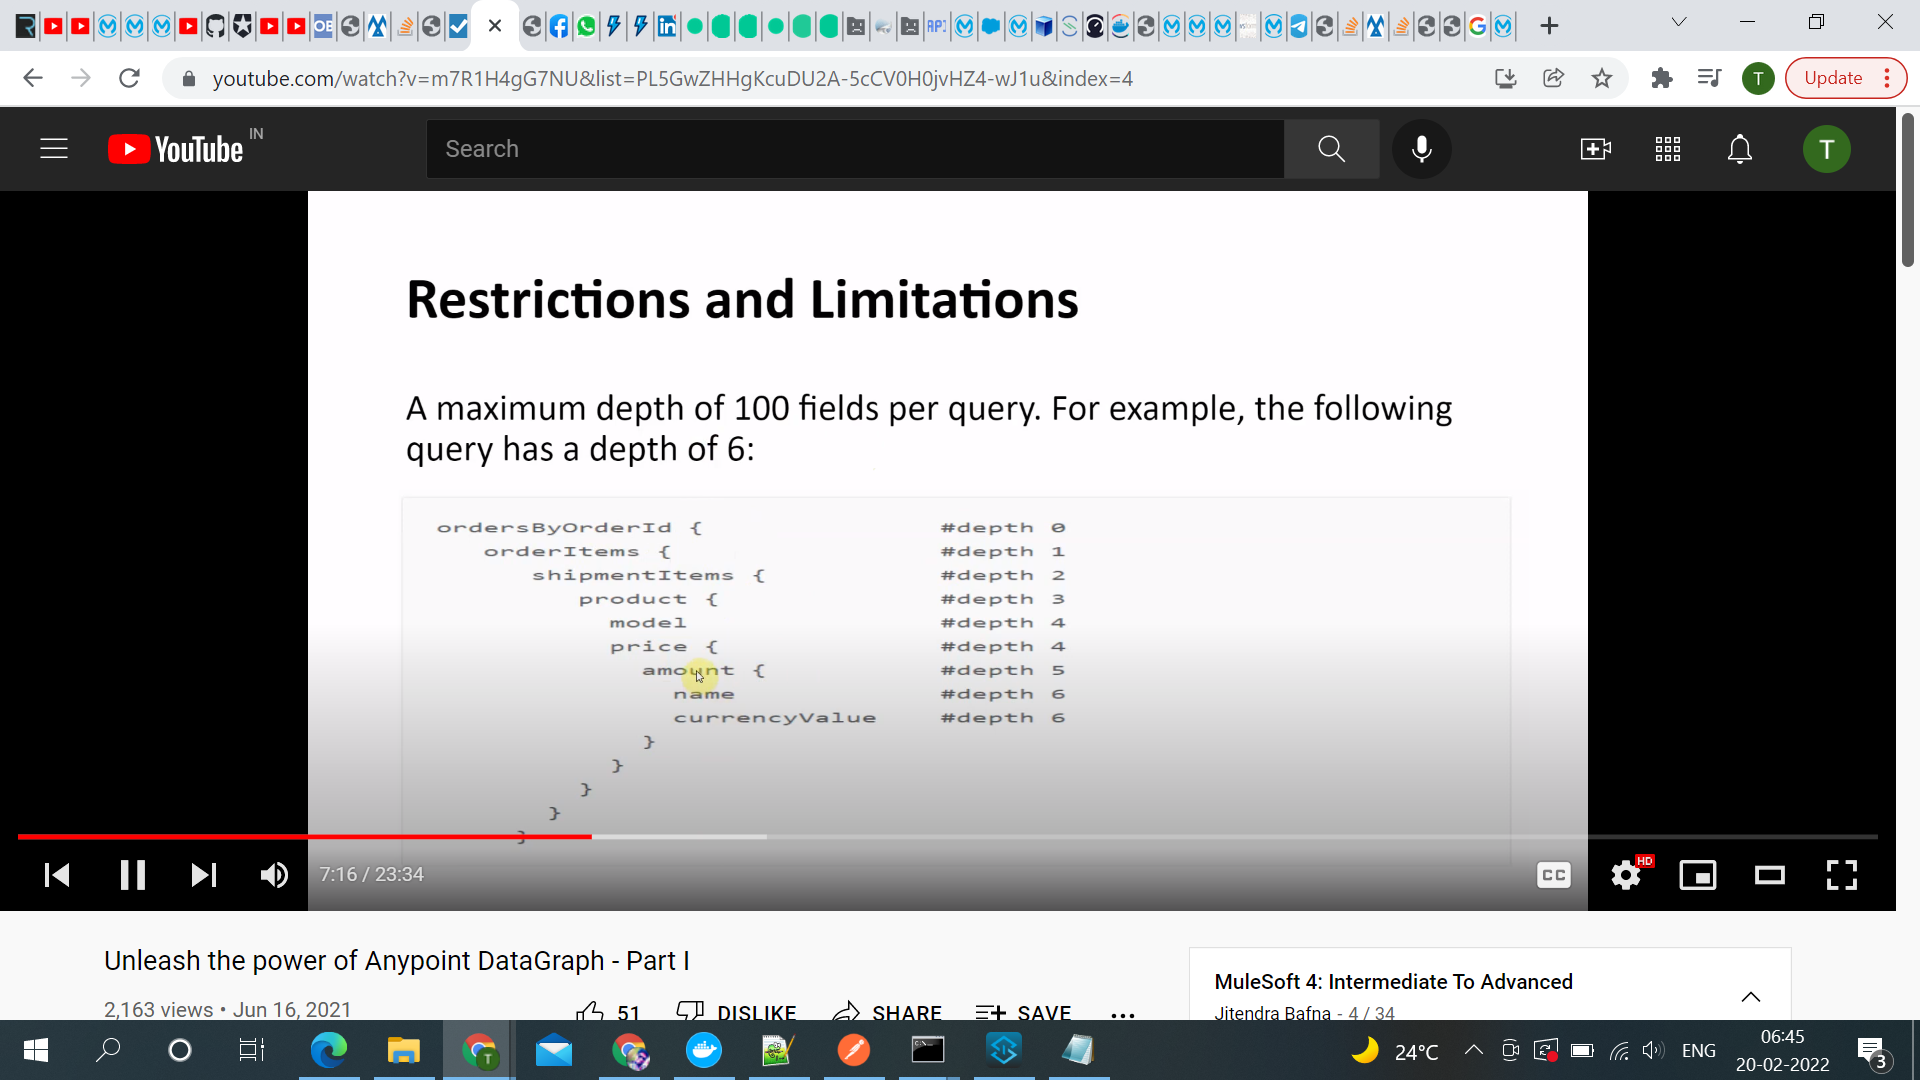 youtube.com/watch?v=m7R1H4gG7NU&list=PL5GwZHHgKcuDU2A-5cCV0H0jvHZ4-wJ1u&index=4
T
Update
YouTube
IN
Search
T
Restrictions and Limitations
A maximum depth of 100 fields per query. For example, the following
query has a depth of 6:
ordersByOrderId { #depth 0
orderItems { #depth 1
shipmentItems { #depth 2
product { #depth 3
model #depth 4
price { #depth 4
amount { #depth 5
name #depth 6
currencyValue #depth 6
}
}
}
}
}
7:16 / 23:34
CC
HD
Unleash the power of Anypoint DataGraph - Part I
2,163 views • Jun 16, 2021
51
DISLIKE
SHARE
SAVE
MuleSoft 4: Intermediate To Advanced
Jitendra Bafna - 4 / 34
T
24°C
ENG
06:45
20-02-2022
3